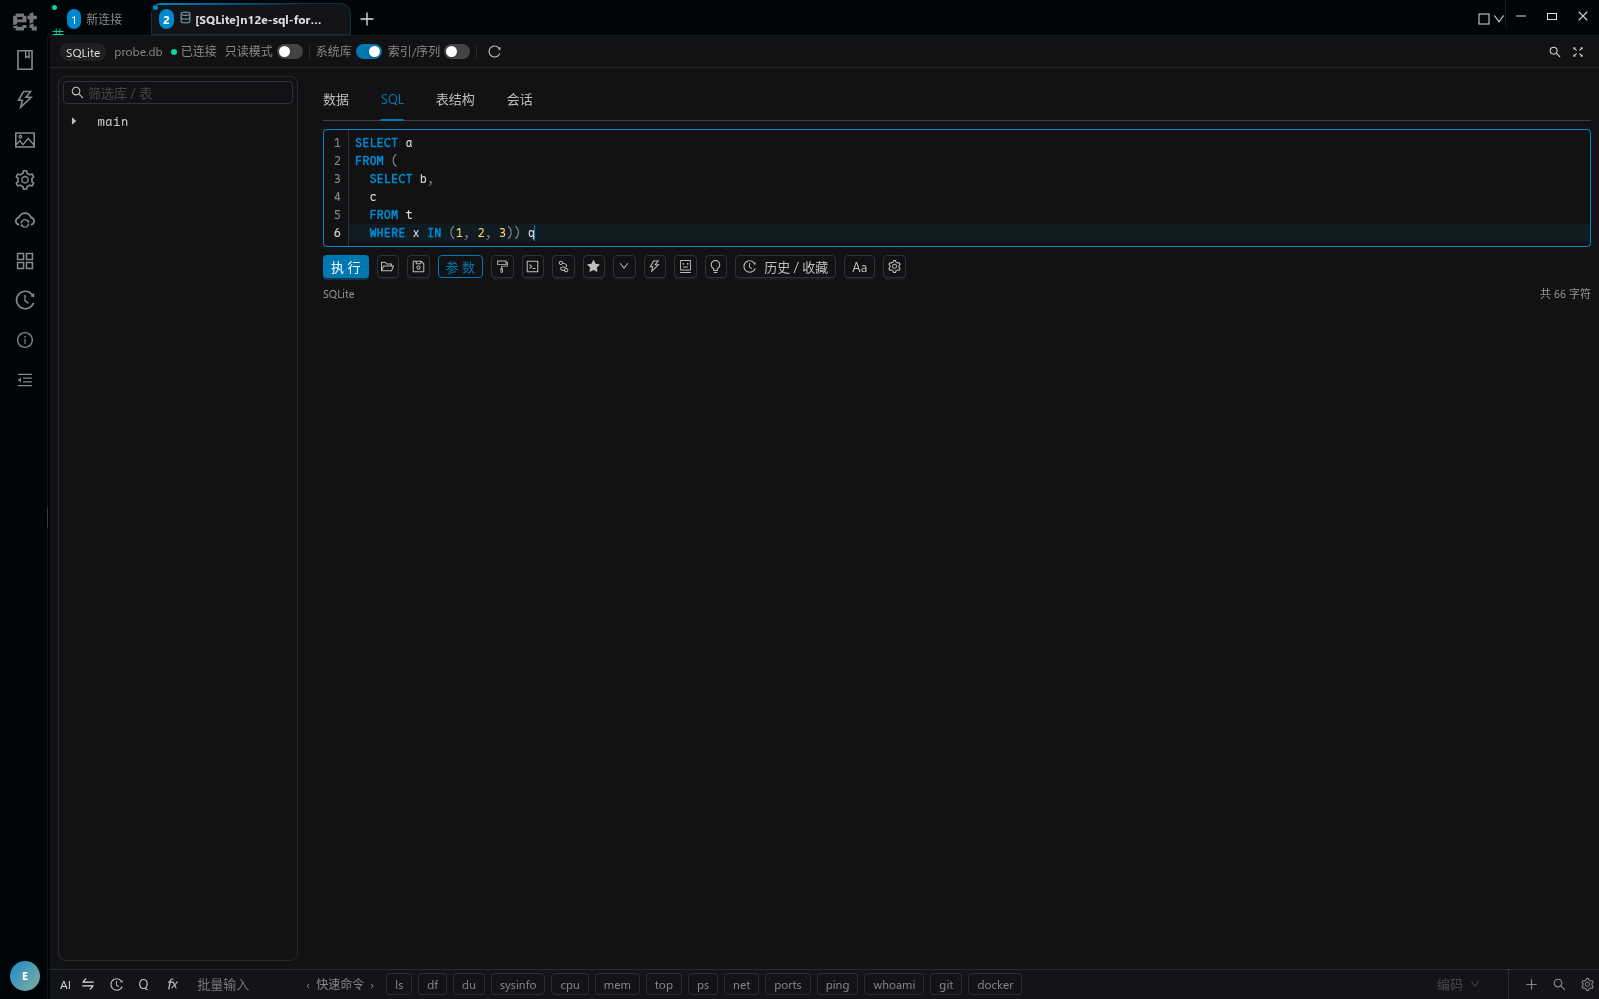 et
1 新连接
2 [SQLite]n12e-sql-for...
SQLite probe.db 已连接 只读模式 系统库 索引/序列
筛选库 / 表
main
数据 SQL 表结构 会话
1 SELECT a
2 FROM (
3 SELECT b,
4 c
5 FROM t
6 WHERE x IN (1, 2, 3)) q
执行 参数 历史 / 收藏 Aa
SQLite 共 66 字符
E
AI Q fx 批量输入 ‹ 快速命令 › ls df du sysinfo cpu mem top ps net ports ping whoami git docker 编码